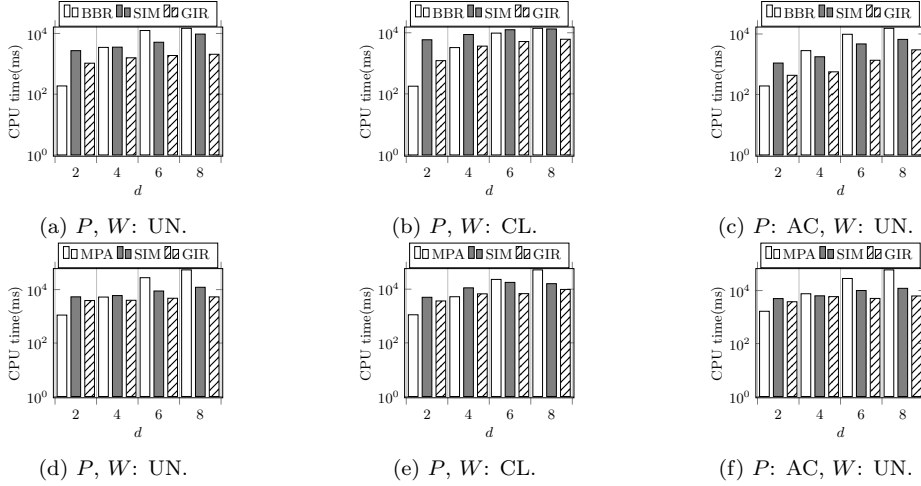 BBR SIM GIR
10^4
10^2
10^0
CPU time(ms)
2 4 6 8
d
(a) P, W: UN.
BBR SIM GIR
10^4
10^2
10^0
CPU time(ms)
2 4 6 8
d
(b) P, W: CL.
BBR SIM GIR
10^4
10^2
10^0
CPU time(ms)
2 4 6 8
d
(c) P: AC, W: UN.
MPA SIM GIR
10^4
10^2
10^0
CPU time(ms)
2 4 6 8
d
(d) P, W: UN.
MPA SIM GIR
10^4
10^2
10^0
CPU time(ms)
2 4 6 8
d
(e) P, W: CL.
MPA SIM GIR
10^4
10^2
10^0
CPU time(ms)
2 4 6 8
d
(f) P: AC, W: UN.